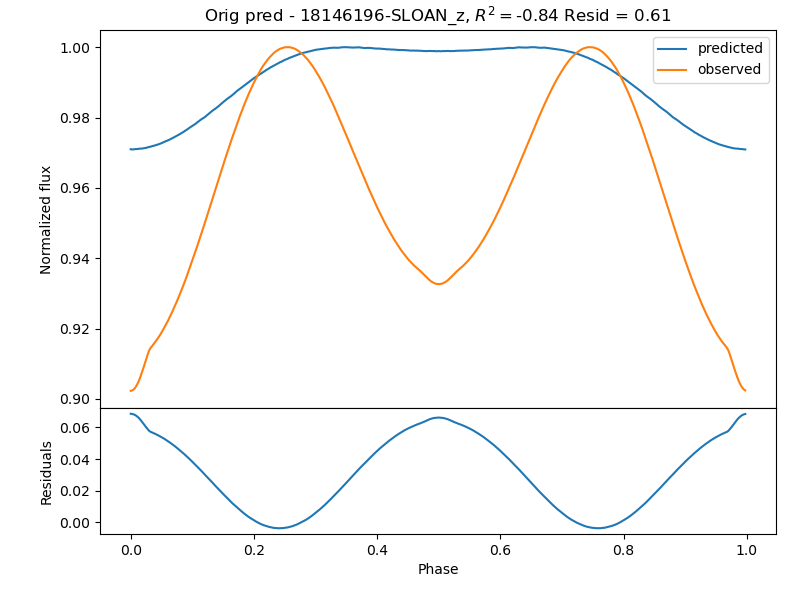 Orig pred - 18146196-SLOAN_z, R² = -0.84 Resid = 0.61
predicted
observed
Normalized flux
1.00
0.98
0.96
0.94
0.92
0.90
Residuals
0.06
0.04
0.02
0.00
0.0 0.2 0.4 0.6 0.8 1.0
Phase